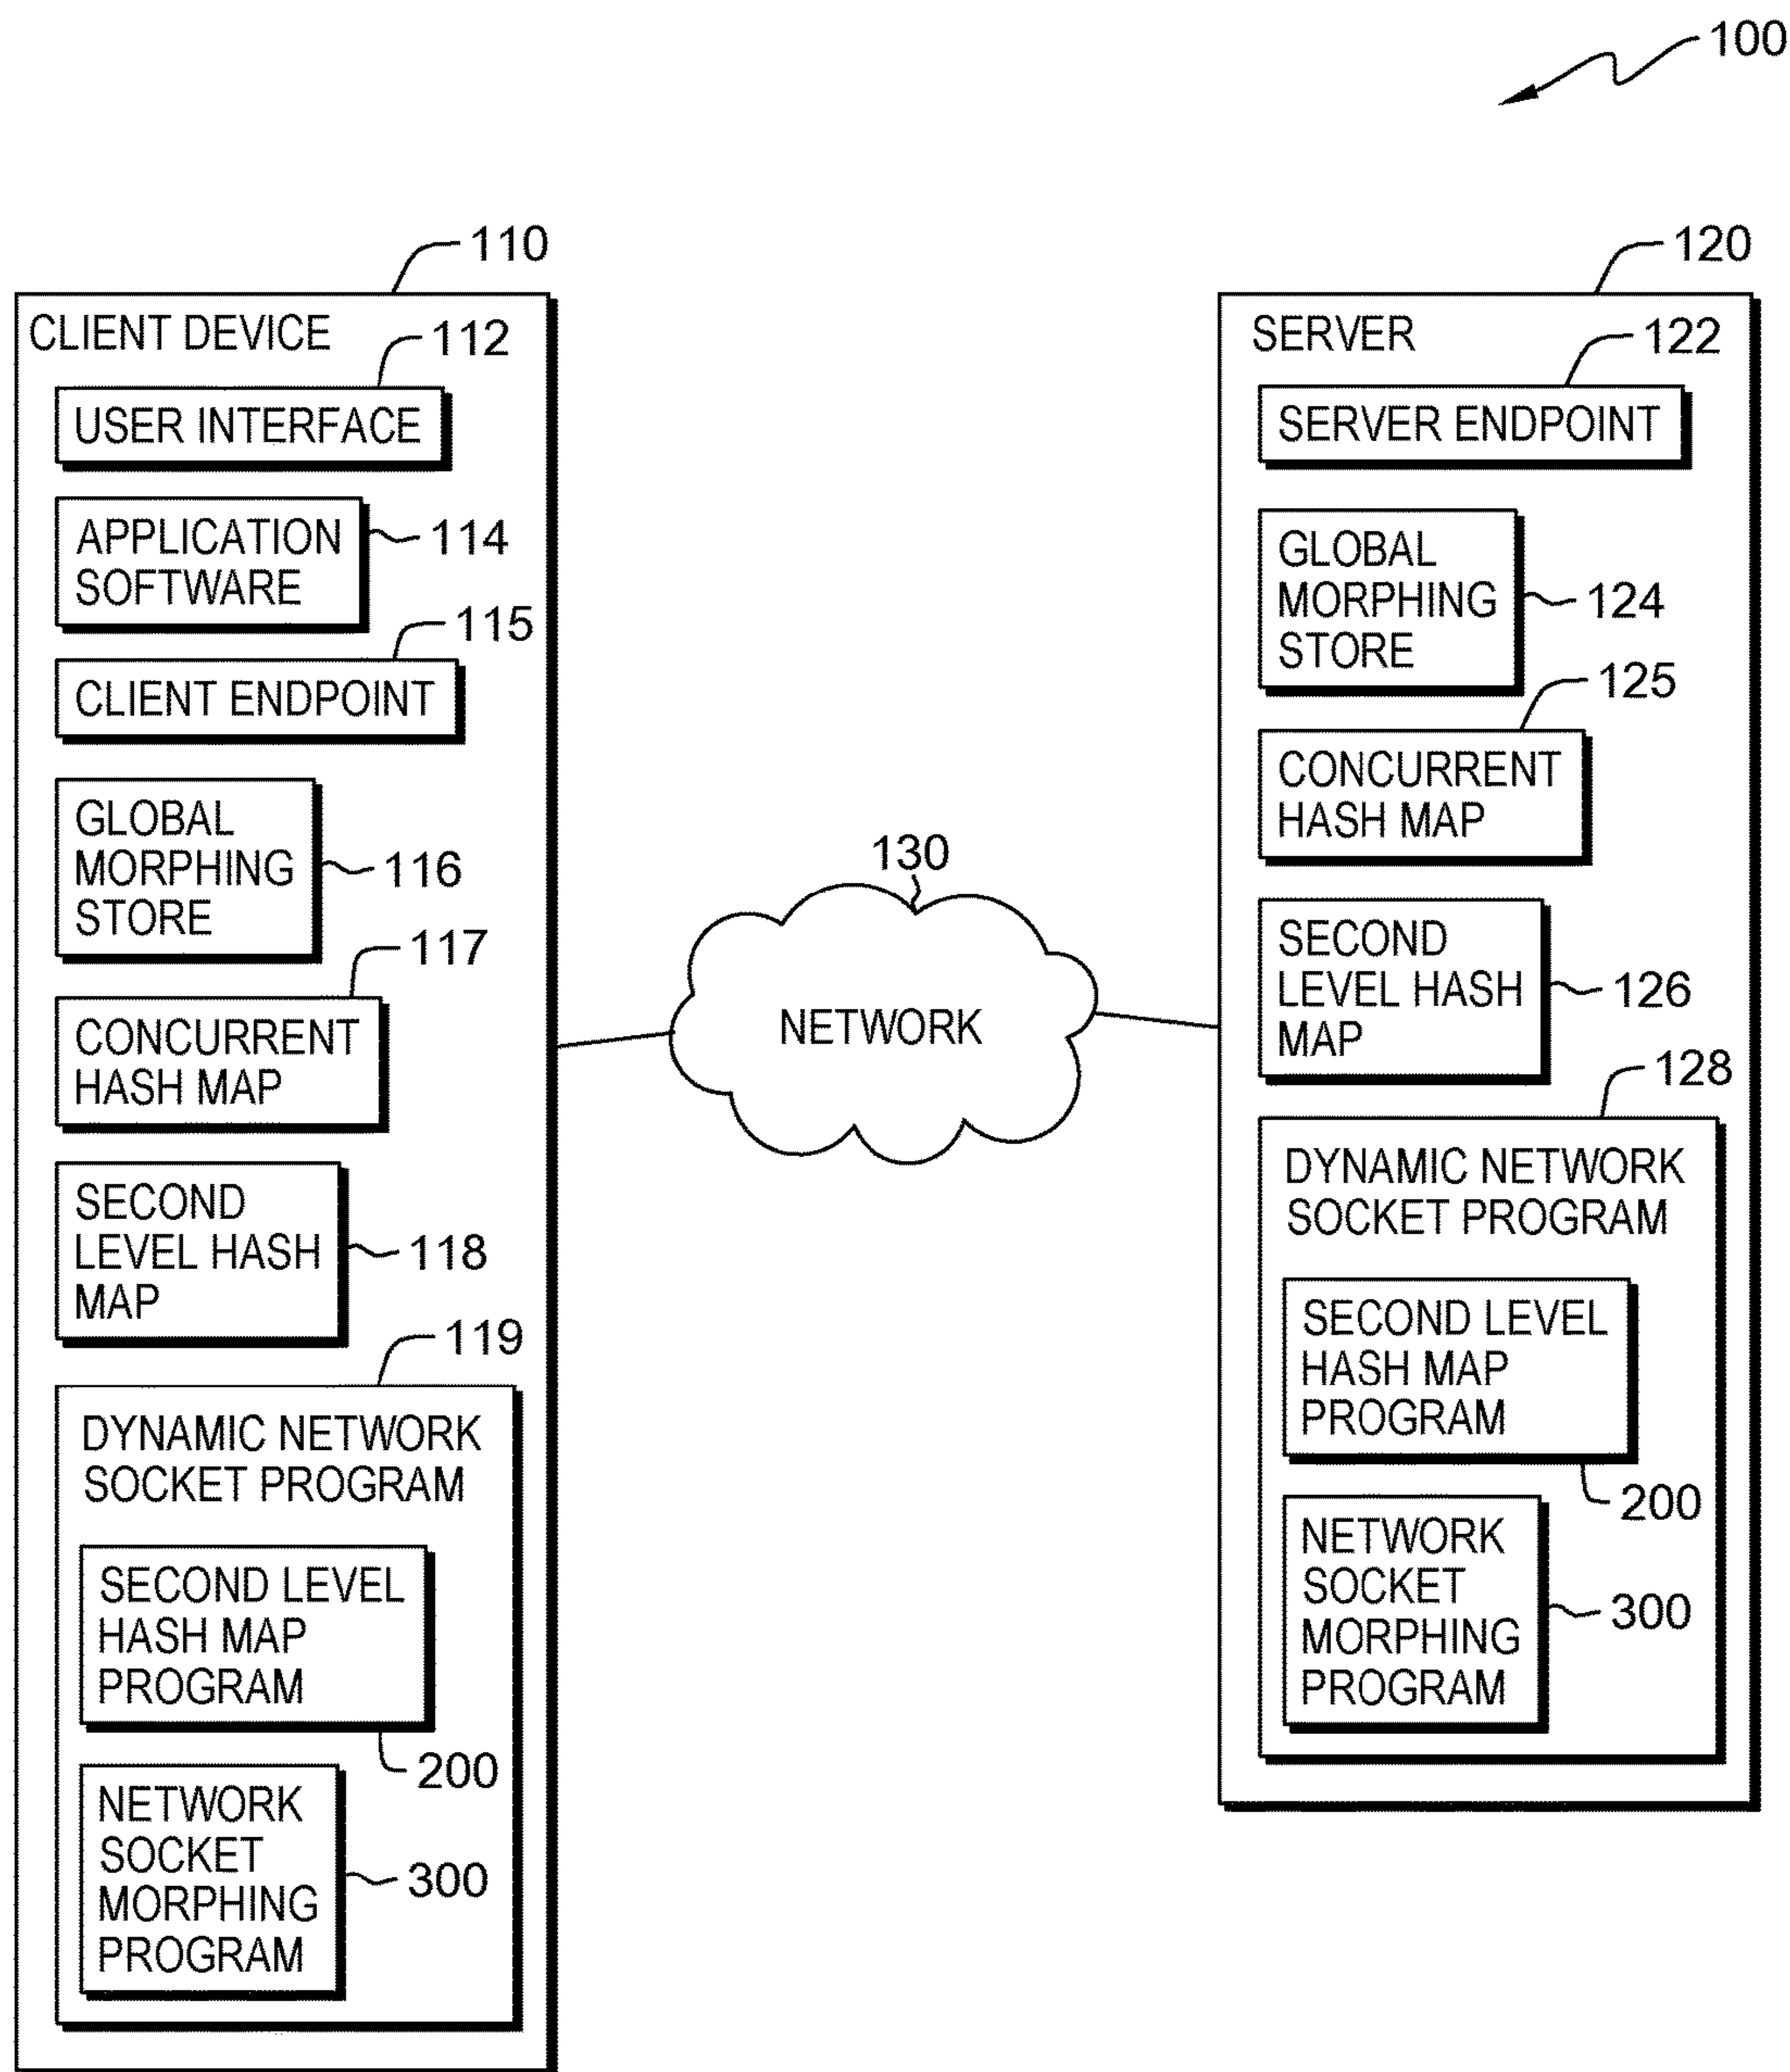 100
110
CLIENT DEVICE
112
USER INTERFACE
APPLICATION
SOFTWARE
114
115
CLIENT ENDPOINT
GLOBAL
MORPHING
STORE
116
117
CONCURRENT
HASH MAP
SECOND
LEVEL HASH
MAP
118
119
DYNAMIC NETWORK
SOCKET PROGRAM
SECOND LEVEL
HASH MAP
PROGRAM
200
NETWORK
SOCKET
MORPHING
PROGRAM
300
130
NETWORK
120
SERVER
122
SERVER ENDPOINT
GLOBAL
MORPHING
STORE
124
125
CONCURRENT
HASH MAP
SECOND
LEVEL HASH
MAP
126
128
DYNAMIC NETWORK
SOCKET PROGRAM
SECOND LEVEL
HASH MAP
PROGRAM
200
NETWORK
SOCKET
MORPHING
PROGRAM
300